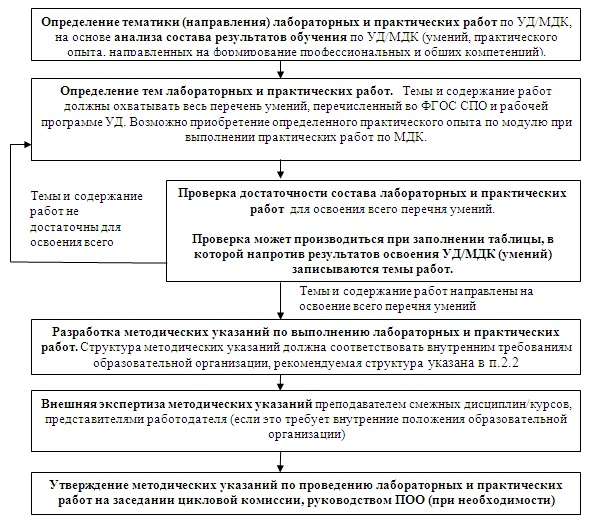 Определение тематики (направления) лабораторных и практических работ по УД/МДК,
на основе анализа состава результатов обучения по УД/МДК (умений, практического
опыта, направленных на формирование профессиональных и общих компетенций).
Определение тем лабораторных и практических работ. Темы и содержание работ
должны охватывать весь перечень умений, перечисленный во ФГОС СПО и рабочей
программе УД. Возможно приобретение определенного практического опыта по модулю при
выполнении практических работ по МДК.
Темы и содержание
работ не
достаточны для
освоения всего
Проверка достаточности состава лабораторных и практических
работ для освоения всего перечня умений.
Проверка может производиться при заполнении таблицы, в
которой напротив результатов освоения УД/МДК (умений)
записываются темы работ.
Темы и содержание работ направлены на
освоение всего перечня умений
Разработка методических указаний по выполнению лабораторных и практических
работ. Структура методических указаний должна соответствовать внутренним требованиям
образовательной организации, рекомендуемая структура указана в п.2.2
Внешняя экспертиза методических указаний преподавателем смежных дисциплин/курсов,
представителями работодателя (если это требует внутренние положения образовательной
организации)
Утверждение методических указаний по проведению лабораторных и практических
работ на заседании цикловой комиссии, руководством ПОО (при необходимости)